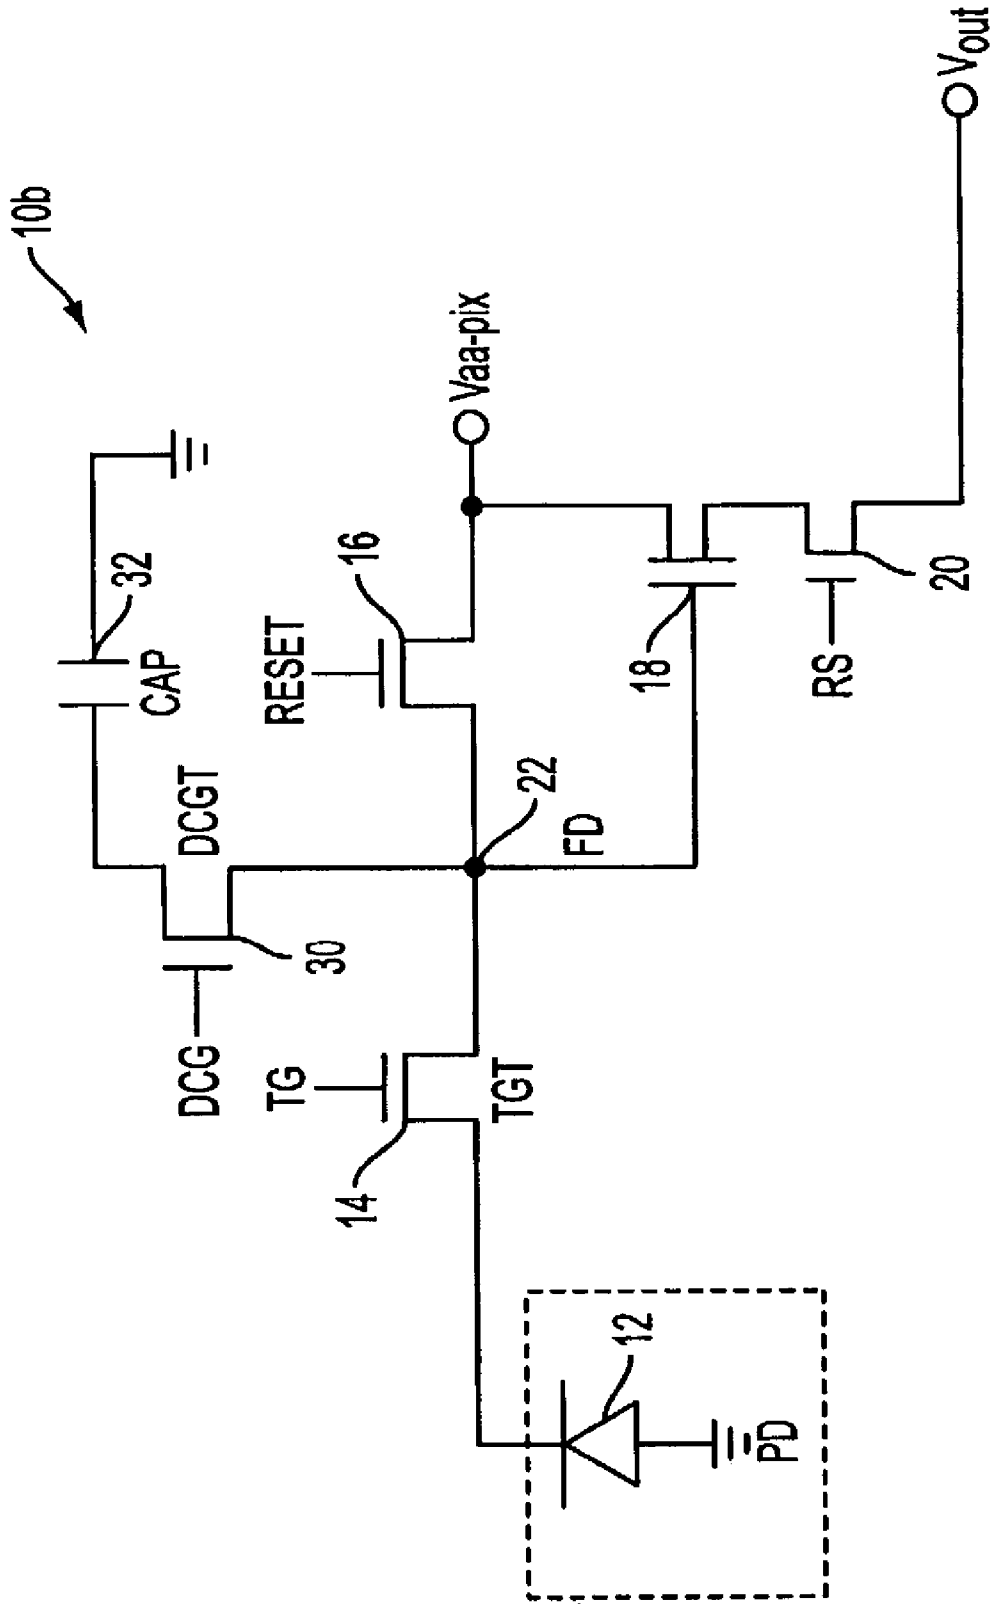 10b
32
CAP
DCGT
DCG
30
RESET
16
Vaa-pix
TG
14
TGT
22
FD
18
RS
20
Vout
12
PD